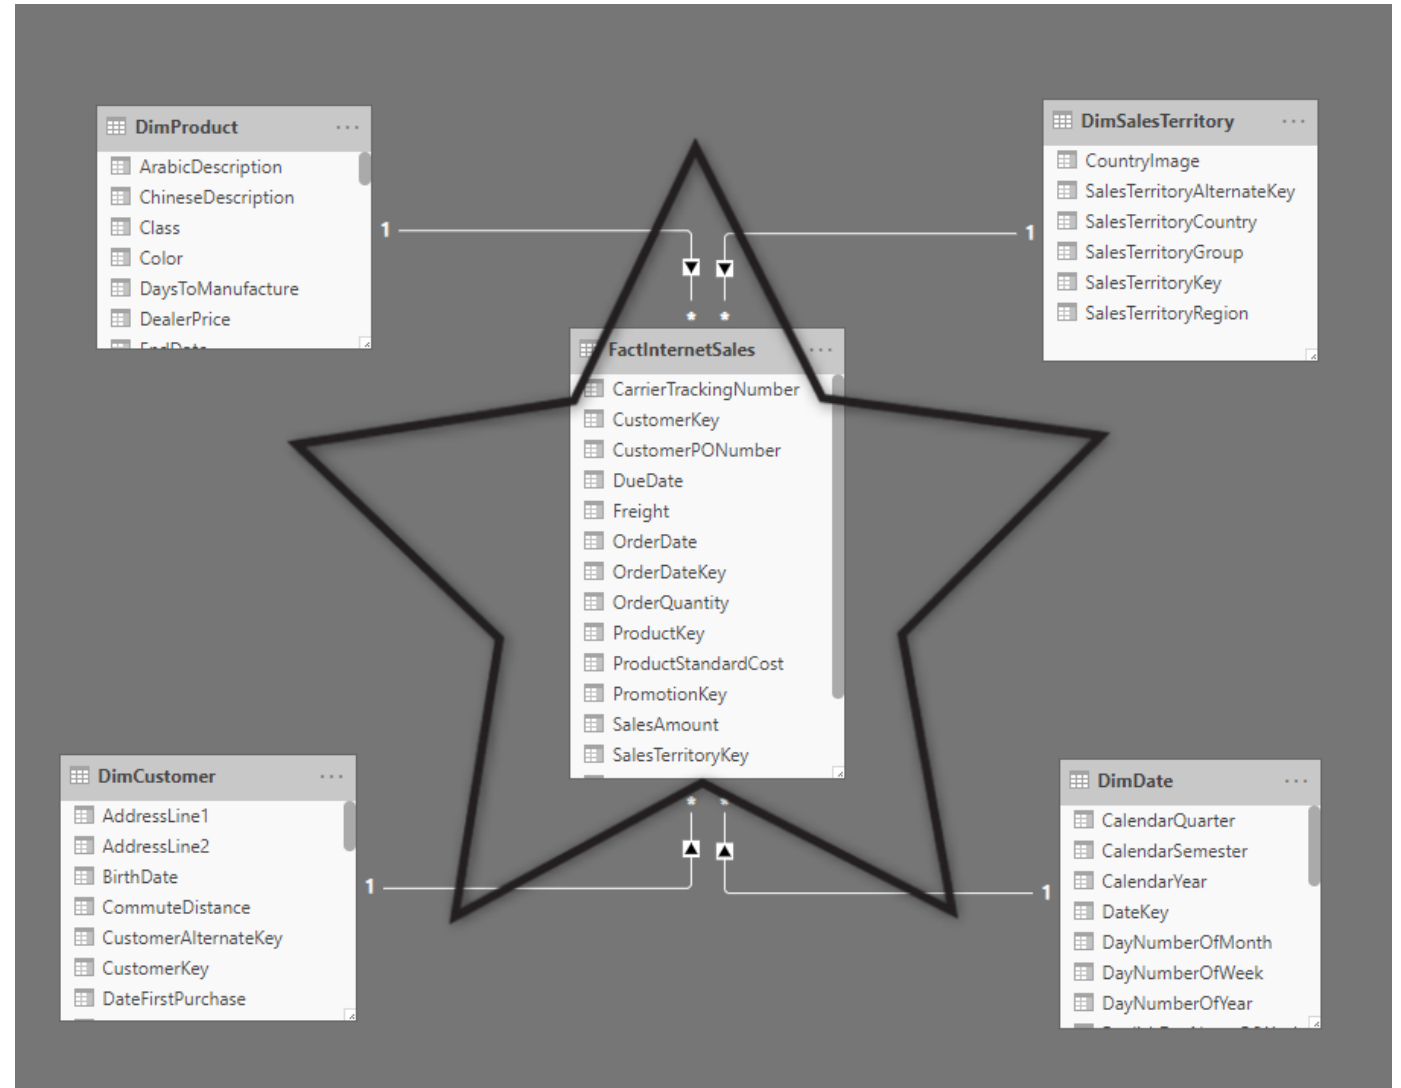 DimProduct
ArabicDescription
ChineseDescription
Class
Color
DaysToManufacture
DealerPrice
EndDate
1
DimSalesTerritory
CountryImage
SalesTerritoryAlternateKey
SalesTerritoryCountry
SalesTerritoryGroup
SalesTerritoryKey
SalesTerritoryRegion
1
* *
FactInternetSales
CarrierTrackingNumber
CustomerKey
CustomerPONumber
DueDate
Freight
OrderDate
OrderDateKey
OrderQuantity
ProductKey
ProductStandardCost
PromotionKey
SalesAmount
SalesTerritoryKey
* *
DimCustomer
AddressLine1
AddressLine2
BirthDate
CommuteDistance
CustomerAlternateKey
CustomerKey
DateFirstPurchase
1
DimDate
CalendarQuarter
CalendarSemester
CalendarYear
DateKey
DayNumberOfMonth
DayNumberOfWeek
DayNumberOfYear
1